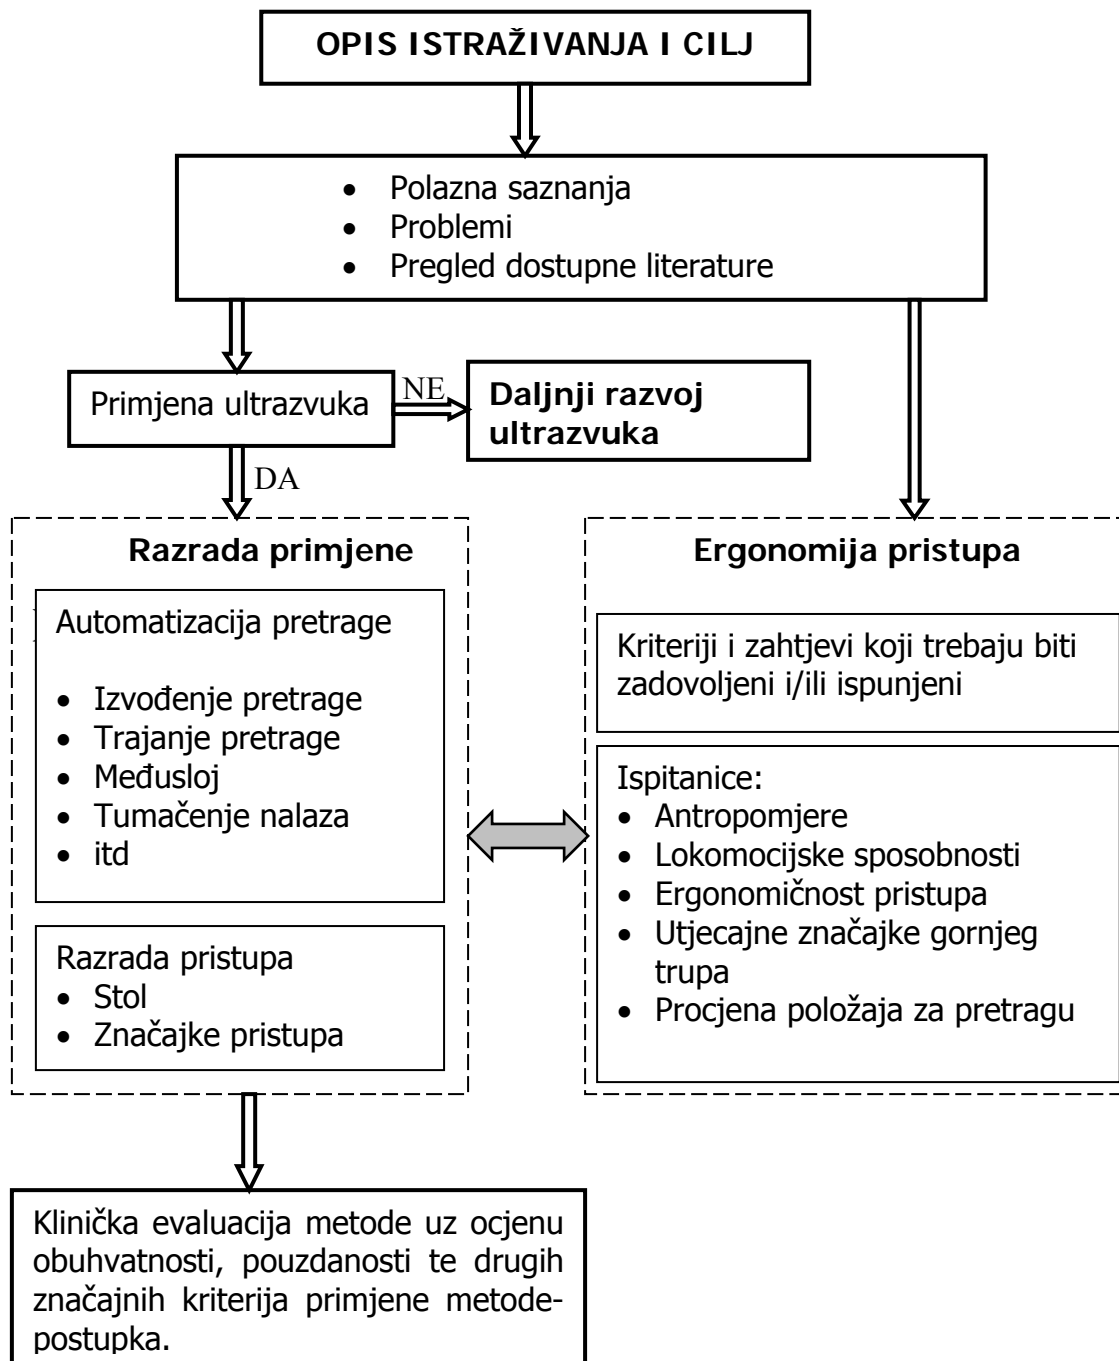 OPIS ISTRAŽIVANJA I CILJ
• Polazna saznanja
• Problemi
• Pregled dostupne literature
Primjena ultrazvuka
NE
Daljnji razvoj
ultrazvuka
DA
Razrada primjene
Automatizacija pretrage
• Izvođenje pretrage
• Trajanje pretrage
• Međusloj
• Tumačenje nalaza
• itd
Razrada pristupa
• Stol
• Značajke pristupa
Ergonomija pristupa
Kriteriji i zahtjevi koji trebaju biti
zadovoljeni i/ili ispunjeni
Ispitanice:
• Antropomjere
• Lokomocijske sposobnosti
• Ergonomičnost pristupa
• Utjecajne značajke gornjeg
trupa
• Procjena položaja za pretragu
Klinička evaluacija metode uz ocjenu
obuhvatnosti, pouzdanosti te drugih
značajnih kriterija primjene metode-
postupka.